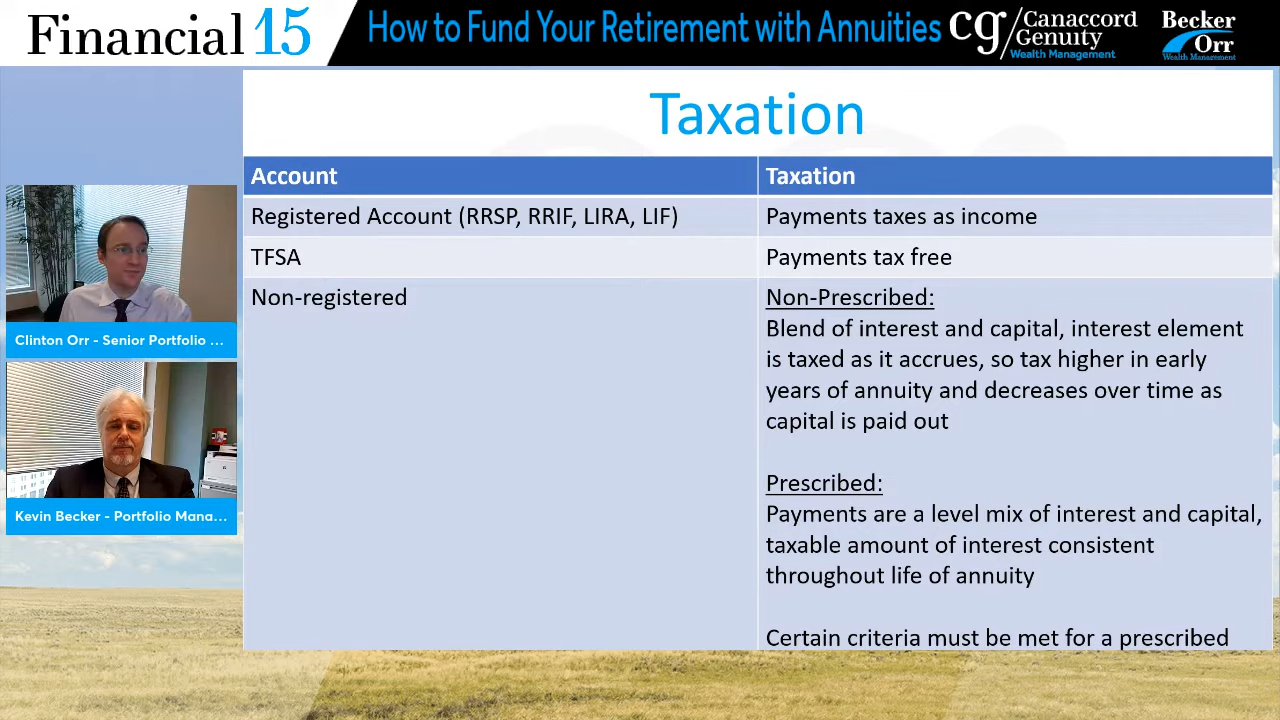 Financial 15
How to Fund Your Retirement with Annuities
cg/Canaccord
Genuity
Wealth Management
Becker
Orr
Wealth Management
Taxation
Account
Taxation
Registered Account (RRSP, RRIF, LIRA, LIF)
Payments taxes as income
TFSA
Payments tax free
Non-registered
Non-Prescribed:
Blend of interest and capital, interest element
is taxed as it accrues, so tax higher in early
years of annuity and decreases over time as
capital is paid out
Prescribed:
Payments are a level mix of interest and capital,
taxable amount of interest consistent
throughout life of annuity
Certain criteria must be met for a prescribed
Clinton Orr - Senior Portfolio ...
Kevin Becker - Portfolio Mana...